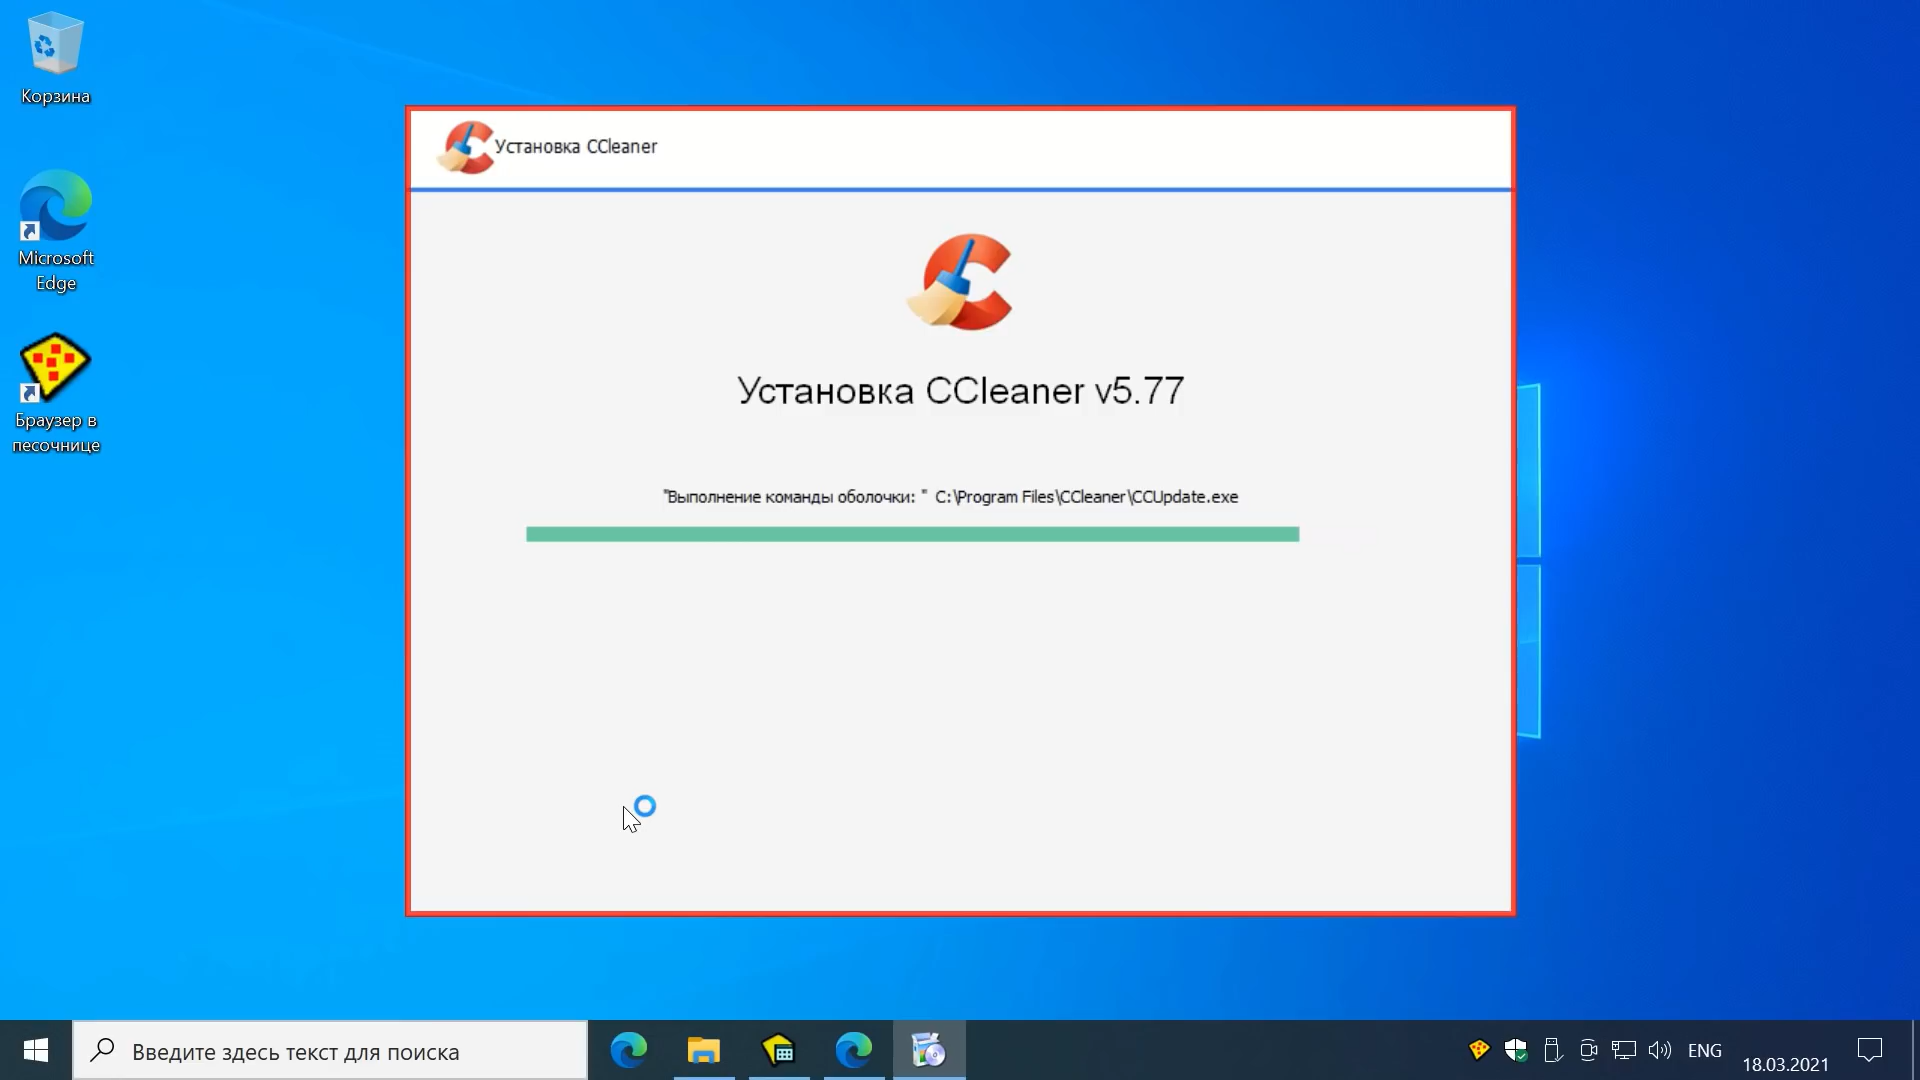 Корзина
Microsoft
Edge
Браузер в
песочнице
Установка CCleaner
Установка CCleaner v5.77
"Выполнение команды оболочки: " C:\Program Files\CCleaner\CCUpdate.exe
Введите здесь текст для поиска
ENG
18.03.2021